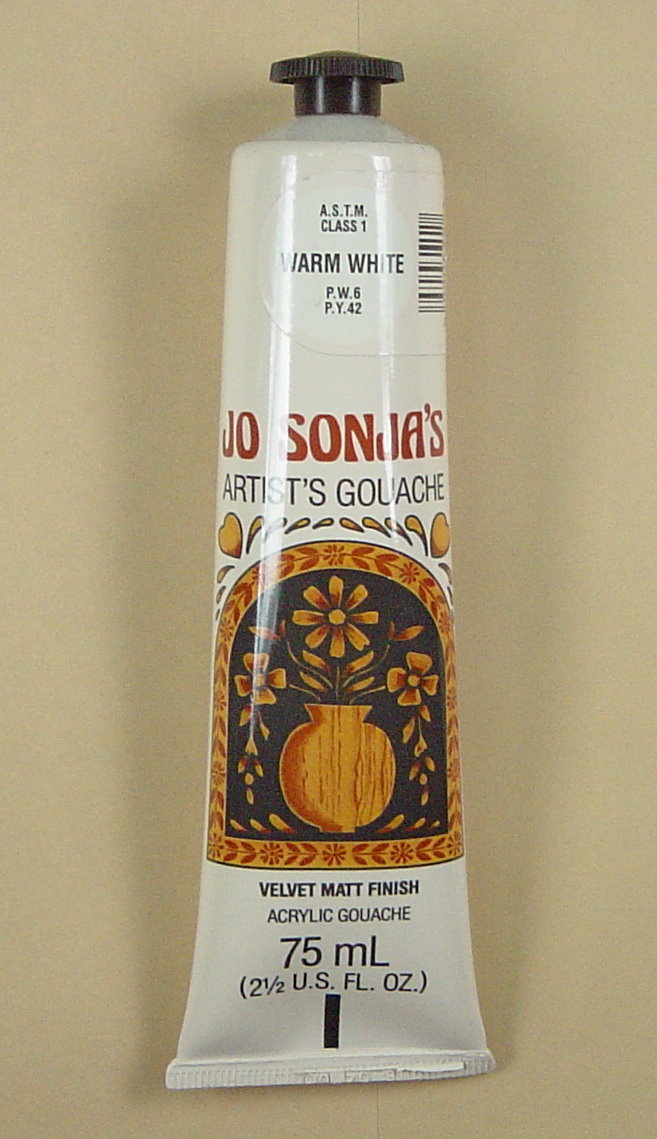 A.S.T.M.
CLASS 1
WARM WHITE
P.W.6
P.Y.42
JO SONJA'S
ARTIST'S GOUACHE
VELVET MATT FINISH
ACRYLIC GOUACHE
75 mL
(2½ U.S. FL. OZ.)